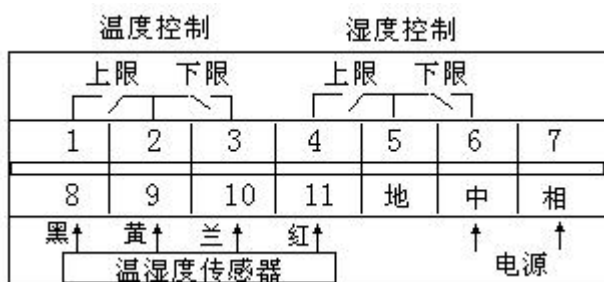 温度控制 湿度控制
上限 下限 上限 下限
1 2 3 4 5 6 7
8 9 10 11 地 中 相
黑 黄 兰 红
温湿度传感器 电源